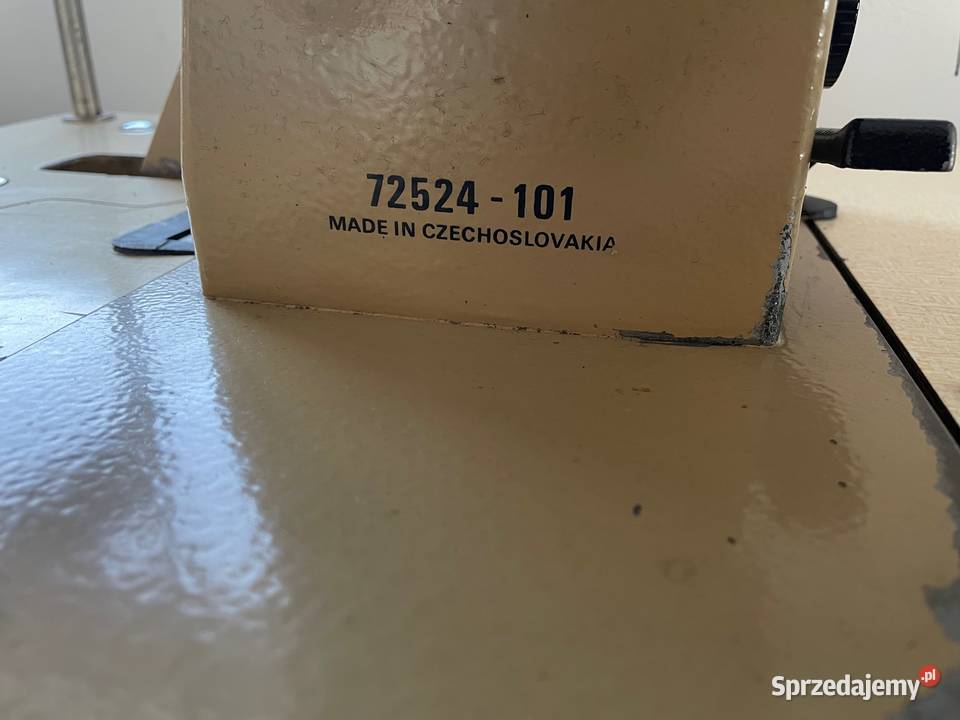 72524-101
MADE IN CZECHOSLOVAKIA
Sprzedajemy.pl